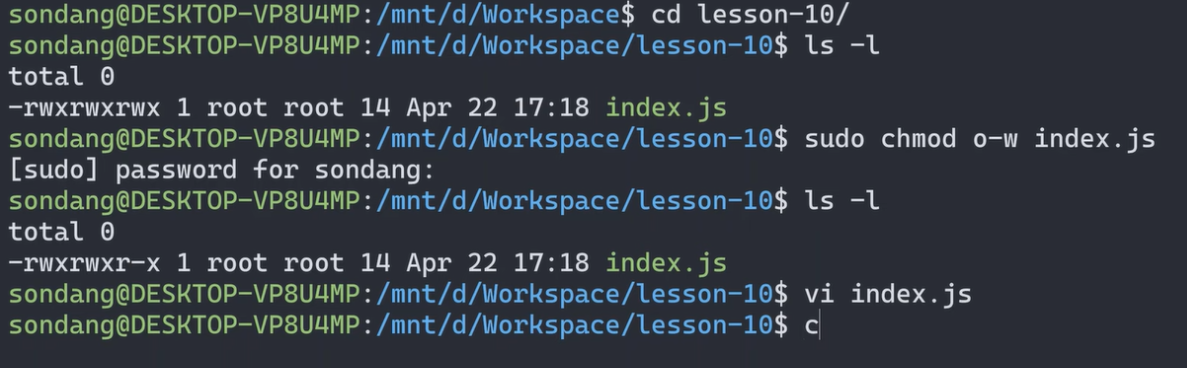 sondang@DESKTOP-VP8U4MP:/mnt/d/Workspace$ cd lesson-10/
sondang@DESKTOP-VP8U4MP:/mnt/d/Workspace/lesson-10$ ls -l
total 0
-rwxrwxrwx 1 root root 14 Apr 22 17:18 index.js
sondang@DESKTOP-VP8U4MP:/mnt/d/Workspace/lesson-10$ sudo chmod o-w index.js
[sudo] password for sondang:
sondang@DESKTOP-VP8U4MP:/mnt/d/Workspace/lesson-10$ ls -l
total 0
-rwxrwxr-x 1 root root 14 Apr 22 17:18 index.js
sondang@DESKTOP-VP8U4MP:/mnt/d/Workspace/lesson-10$ vi index.js
sondang@DESKTOP-VP8U4MP:/mnt/d/Workspace/lesson-10$ c